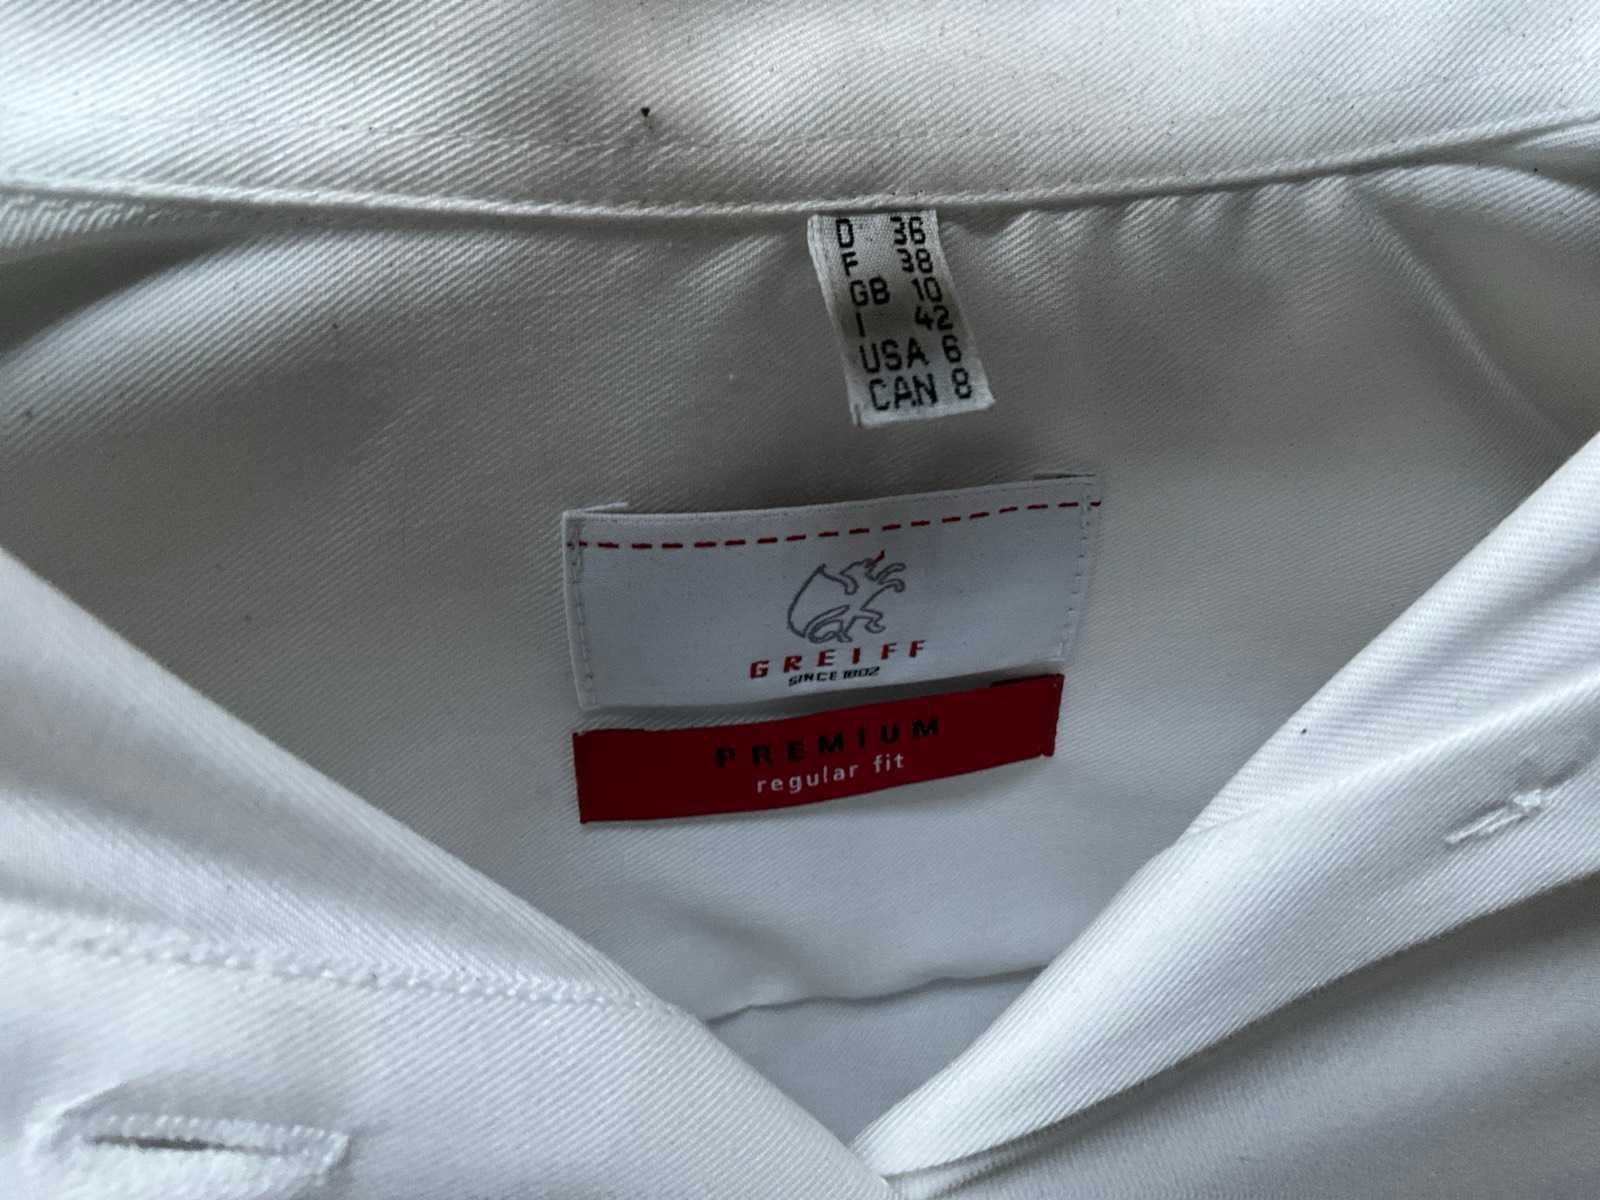 D 36
F 38
GB 10
I 42
USA 6
CAN 8
GREIFF
SINCE 1802
PREMIUM
regular fit